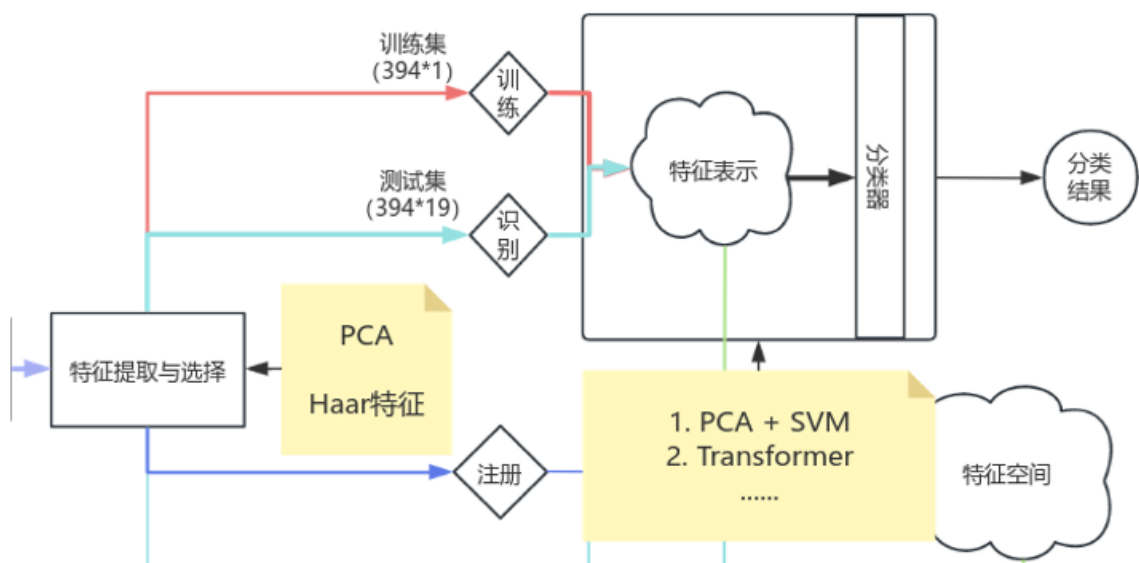 训练集
(394*1)
训
练
特征表示
分类器
分类
结果
测试集
(394*19)
识
别
特征提取与选择
PCA
Haar特征
注册
1. PCA + SVM
2. Transformer
......
特征空间